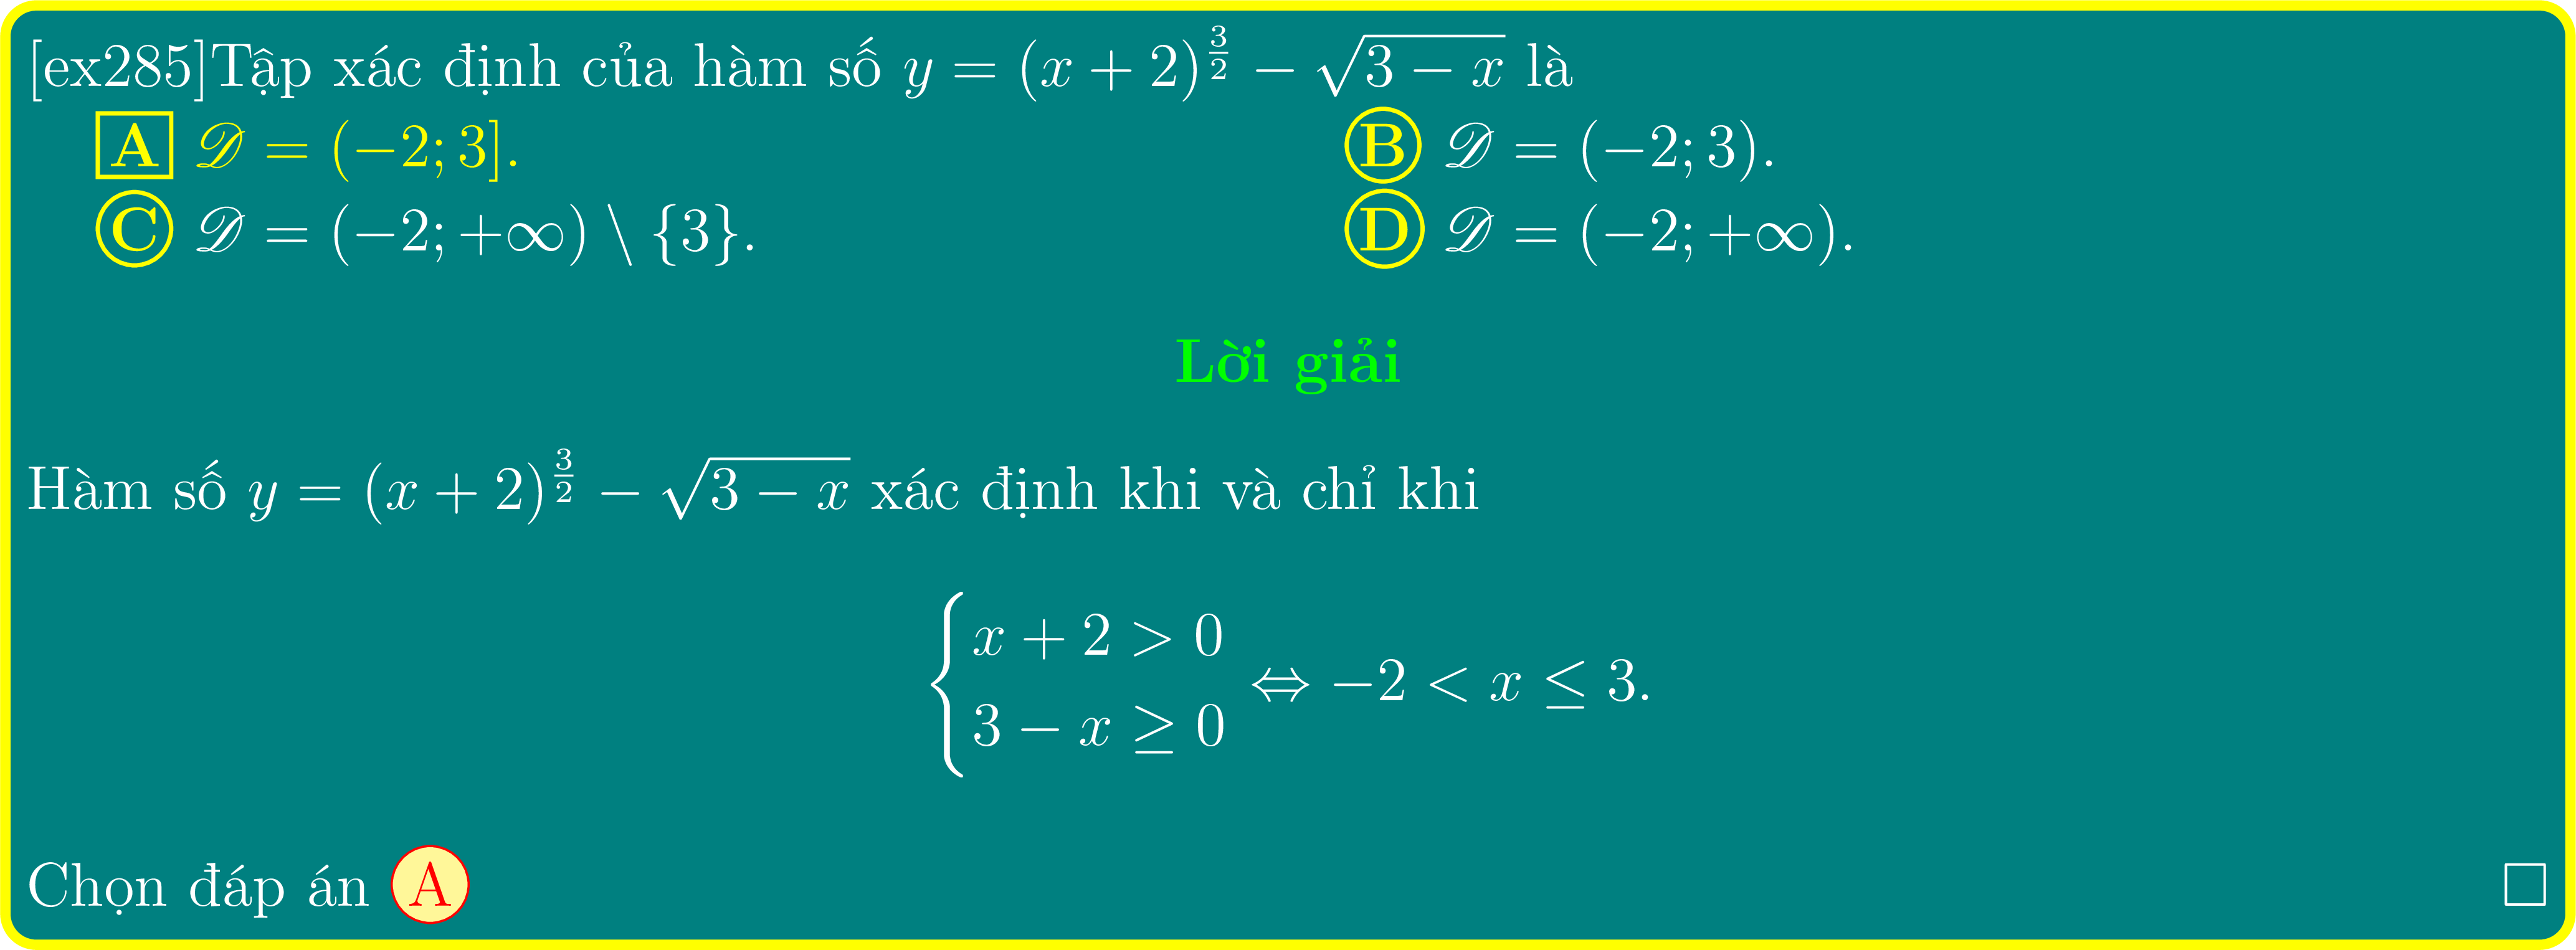 [ex285]Tập xác định của hàm số $y = (x + 2)^{\frac{3}{2}} - \sqrt{3 - x}$ là
A $\mathscr{D} = (-2; 3]$. B $\mathscr{D} = (-2; 3)$.
C $\mathscr{D} = (-2; +\infty) \setminus \{3\}$. D $\mathscr{D} = (-2; +\infty)$.
Lời giải
Hàm số $y = (x + 2)^{\frac{3}{2}} - \sqrt{3 - x}$ xác định khi và chỉ khi
$\begin{cases} x + 2 > 0 \\ 3 - x \geq 0 \end{cases} \Leftrightarrow -2 < x \leq 3.$
Chọn đáp án A □